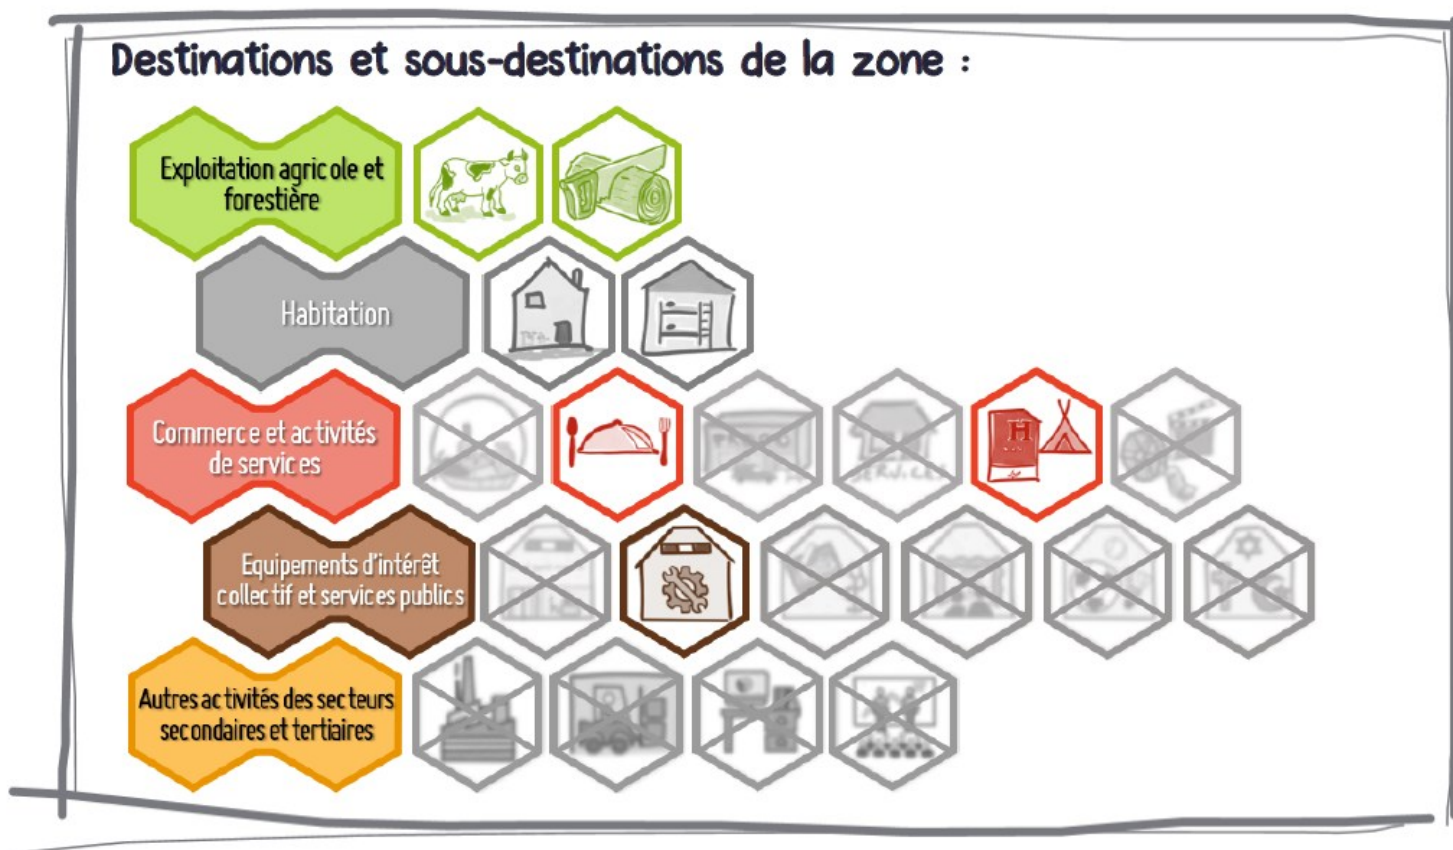 Destinations et sous-destinations de la zone :
Exploitation agricole et
forestière
Habitation
Commerce et activités
de services
H
SERVICES
Equipements d'intérêt
collectif et services publics
Autres activités des secteurs
secondaires et tertiaires